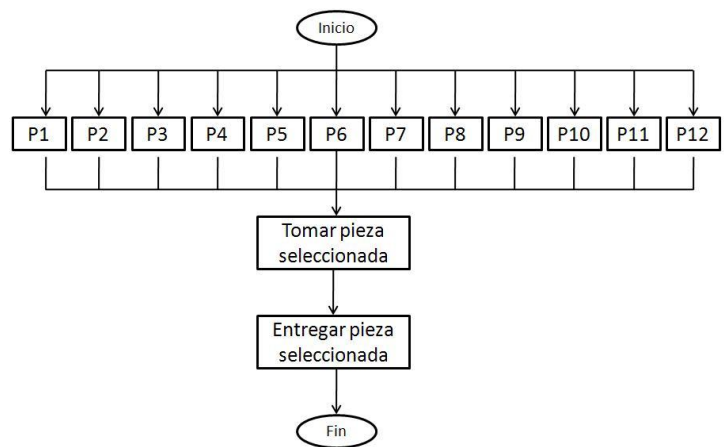 Inicio
P1 P2 P3 P4 P5 P6 P7 P8 P9 P10 P11 P12
Tomar pieza
seleccionada
Entregar pieza
seleccionada
Fin